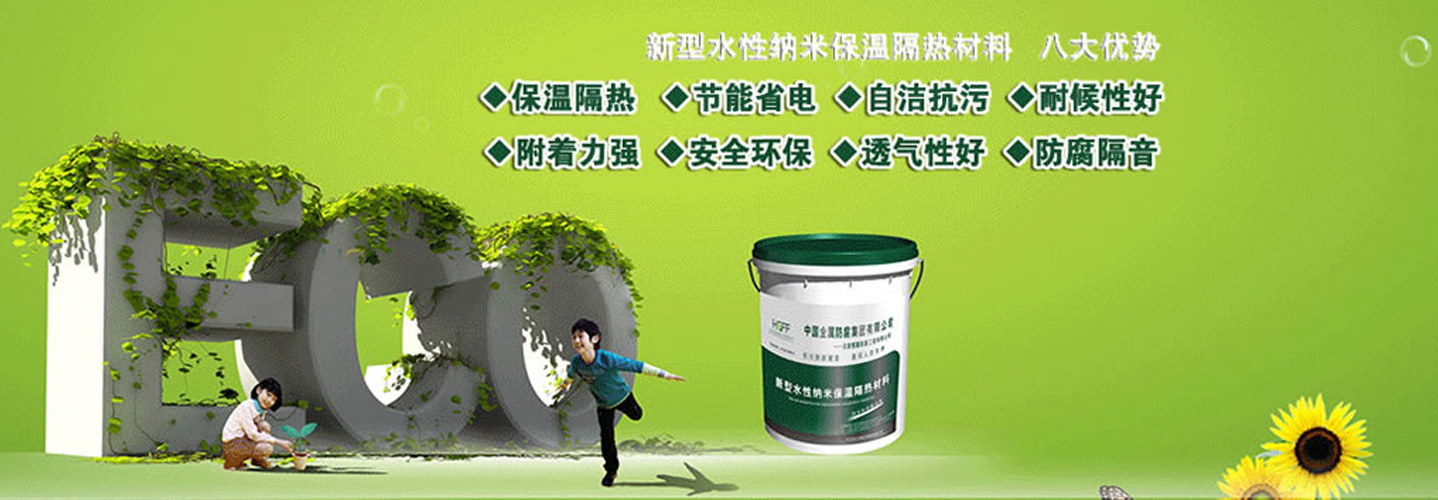 新型水性纳米保温隔热材料 八大优势
◆保温隔热 ◆节能省电 ◆自洁抗污 ◆耐候性好
◆附着力强 ◆安全环保 ◆透气性好 ◆防腐隔音
ECO
HGFF
中国金属防腐集团有限公司
新型水性纳米保温隔热材料